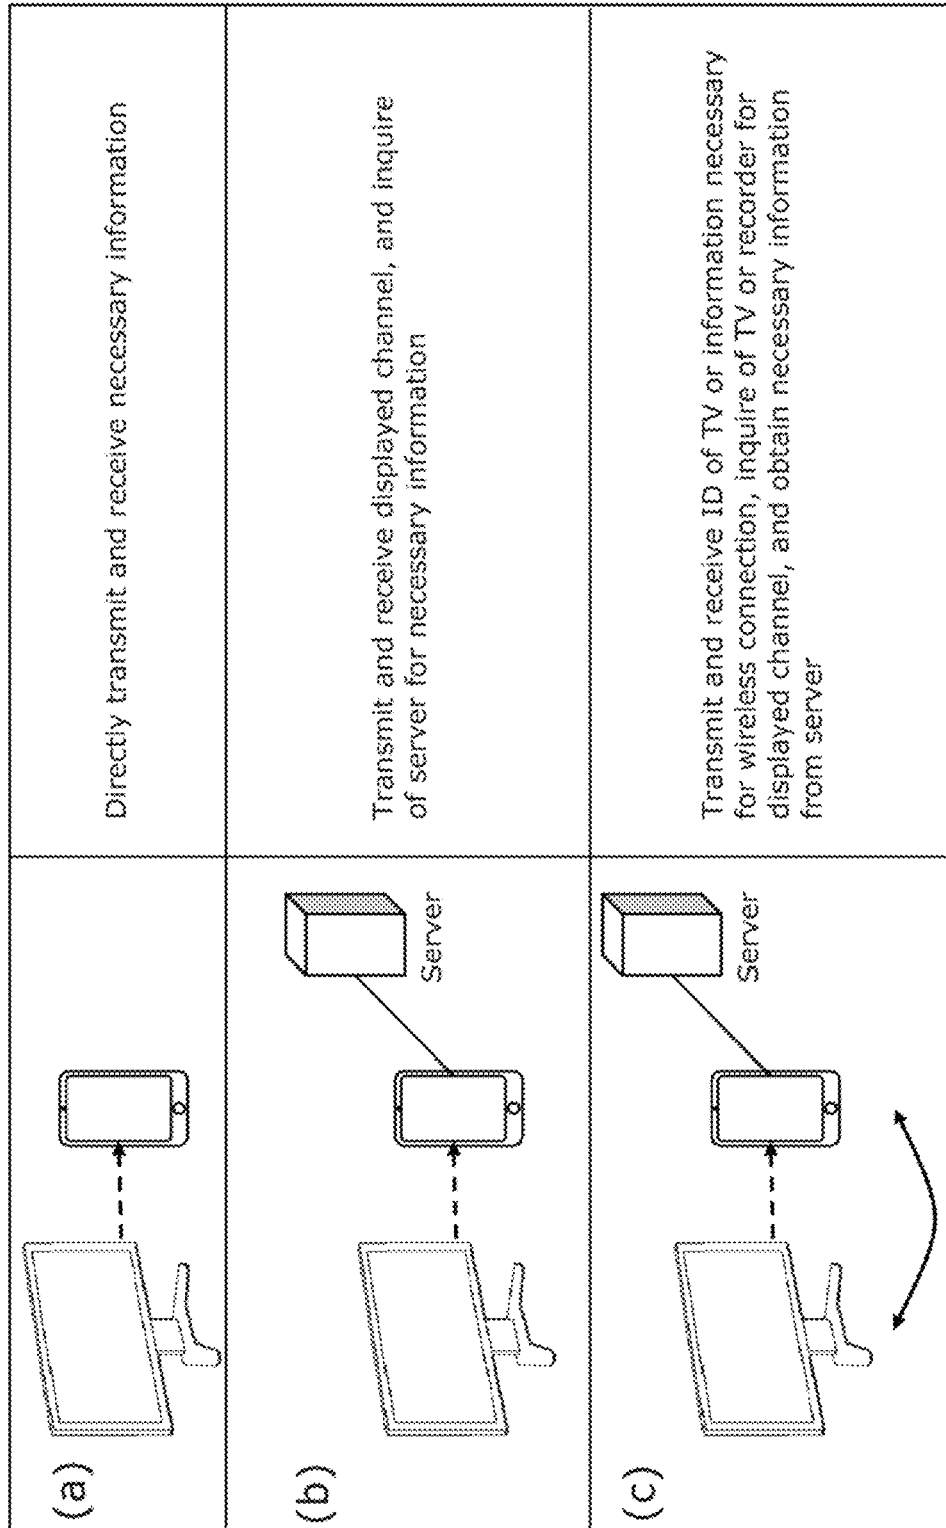 (a)
Directly transmit and receive necessary information
(b)
Server
Transmit and receive displayed channel, and inquire
of server for necessary information
(c)
Server
Transmit and receive ID of TV or information necessary
for wireless connection, inquire of TV or recorder for
displayed channel, and obtain necessary information
from server